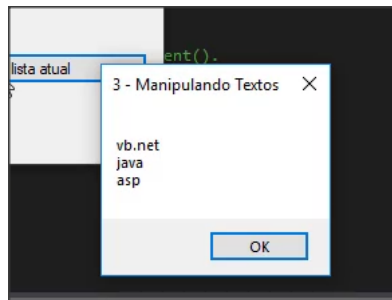 ent().
lista atual
3 - Manipulando Textos
vb.net
java
asp
OK